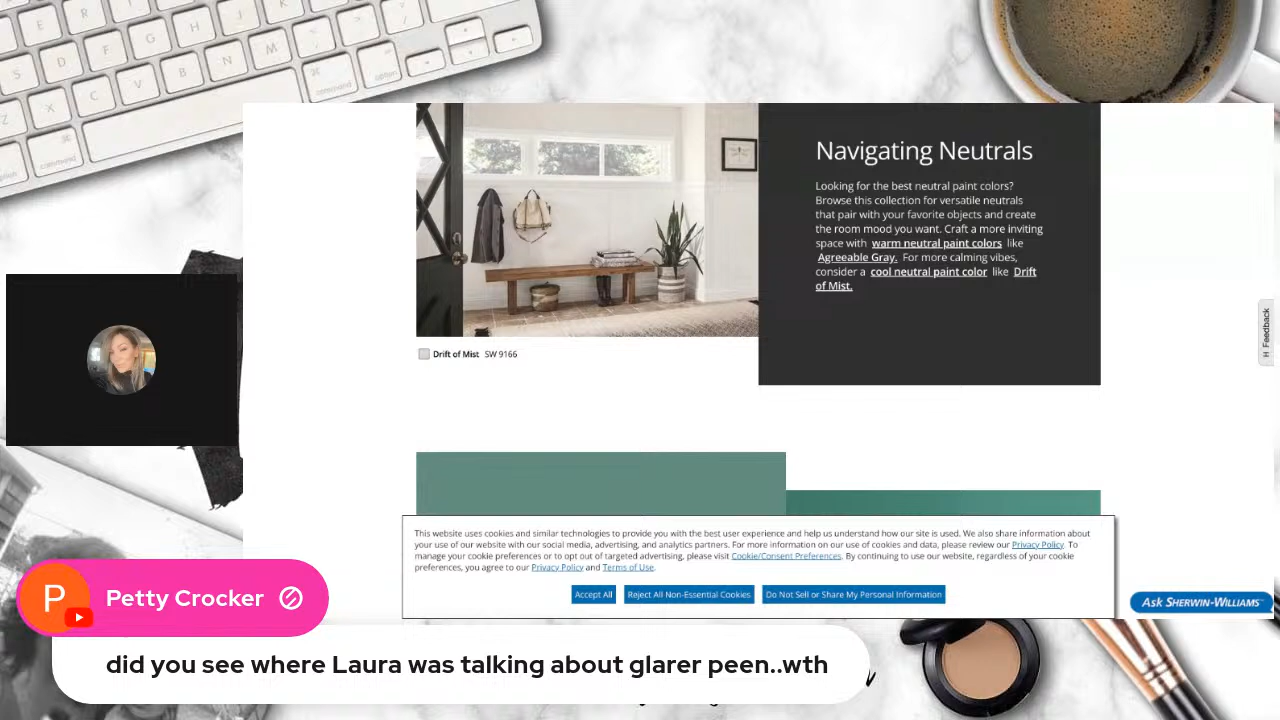 E R T Y U I
S D F G H J K L
Z X C V B N M < > ?
, . /
command option
command
option
Navigating Neutrals
Looking for the best neutral paint colors?
Browse this collection for versatile neutrals
that pair with your favorite objects and create
the room mood you want. Craft a more inviting
space with warm neutral paint colors like
Agreeable Gray. For more calming vibes,
consider a cool neutral paint color like Drift
of Mist.
Drift of Mist SW 9166
Feedback
This website uses cookies and similar technologies to provide you with the best user experience and help us understand how our site is used. We also share information about
your use of our website with our social media, advertising, and analytics partners. For more information on our use of cookies and data, please review our Privacy Policy. To
manage your cookie preferences or to opt out of targeted advertising, please visit Cookie/Consent Preferences. By continuing to use our website, regardless of your cookie
preferences, you agree to our Privacy Policy and Terms of Use.
Accept All Reject All Non-Essential Cookies Do Not Sell or Share My Personal Information
Ask SHERWIN-WILLIAMS
P Petty Crocker
did you see where Laura was talking about glarer peen..wth